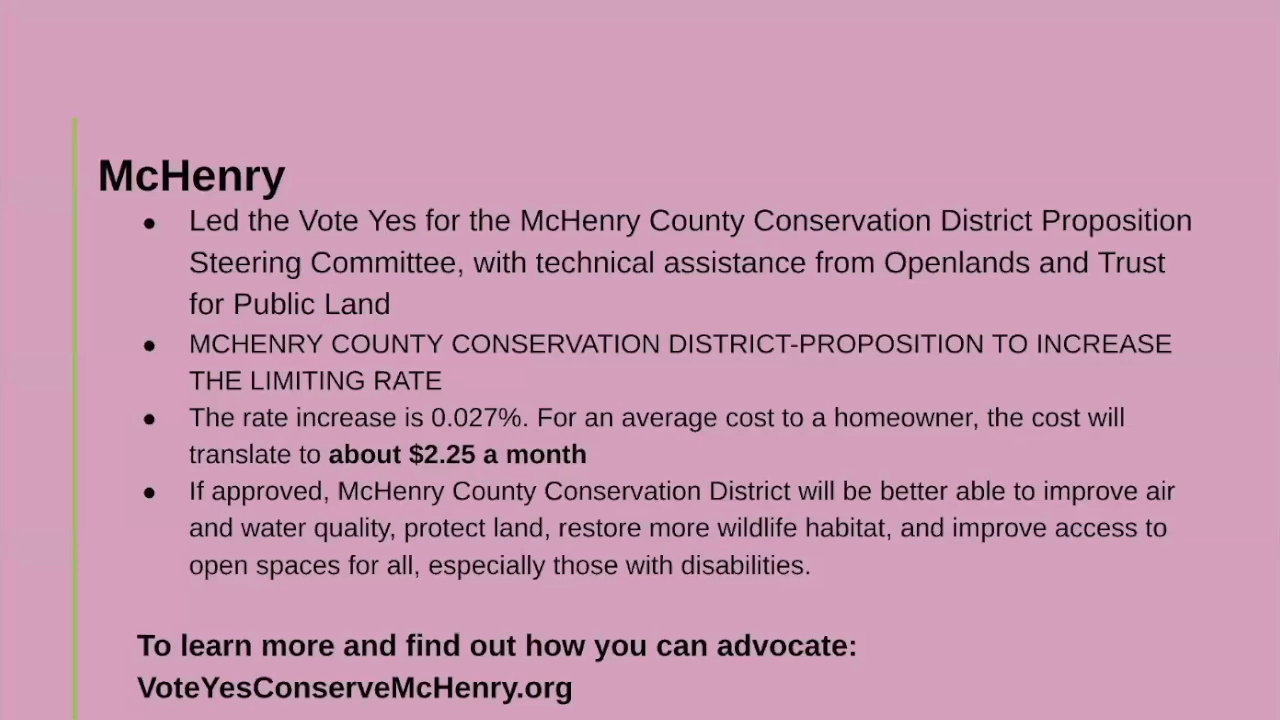 McHenry
● Led the Vote Yes for the McHenry County Conservation District Proposition
Steering Committee, with technical assistance from Openlands and Trust
for Public Land
● MCHENRY COUNTY CONSERVATION DISTRICT-PROPOSITION TO INCREASE
THE LIMITING RATE
● The rate increase is 0.027%. For an average cost to a homeowner, the cost will
translate to about $2.25 a month
● If approved, McHenry County Conservation District will be better able to improve air
and water quality, protect land, restore more wildlife habitat, and improve access to
open spaces for all, especially those with disabilities.
To learn more and find out how you can advocate:
VoteYesConserveMcHenry.org